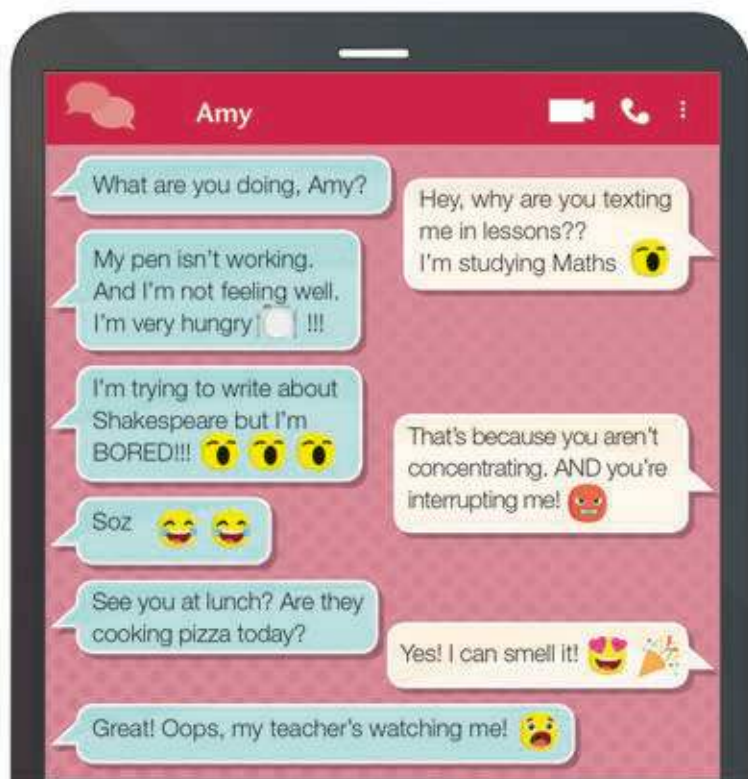 Amy
What are you doing, Amy?
Hey, why are you texting
me in lessons??
I'm studying Maths
My pen isn't working.
And I'm not feeling well.
I'm very hungry !!!
I'm trying to write about
Shakespeare but I'm
BORED!!!
That's because you aren't
concentrating. AND you're
interrupting me!
Soz
See you at lunch? Are they
cooking pizza today?
Yes! I can smell it!
Great! Oops, my teacher's watching me!